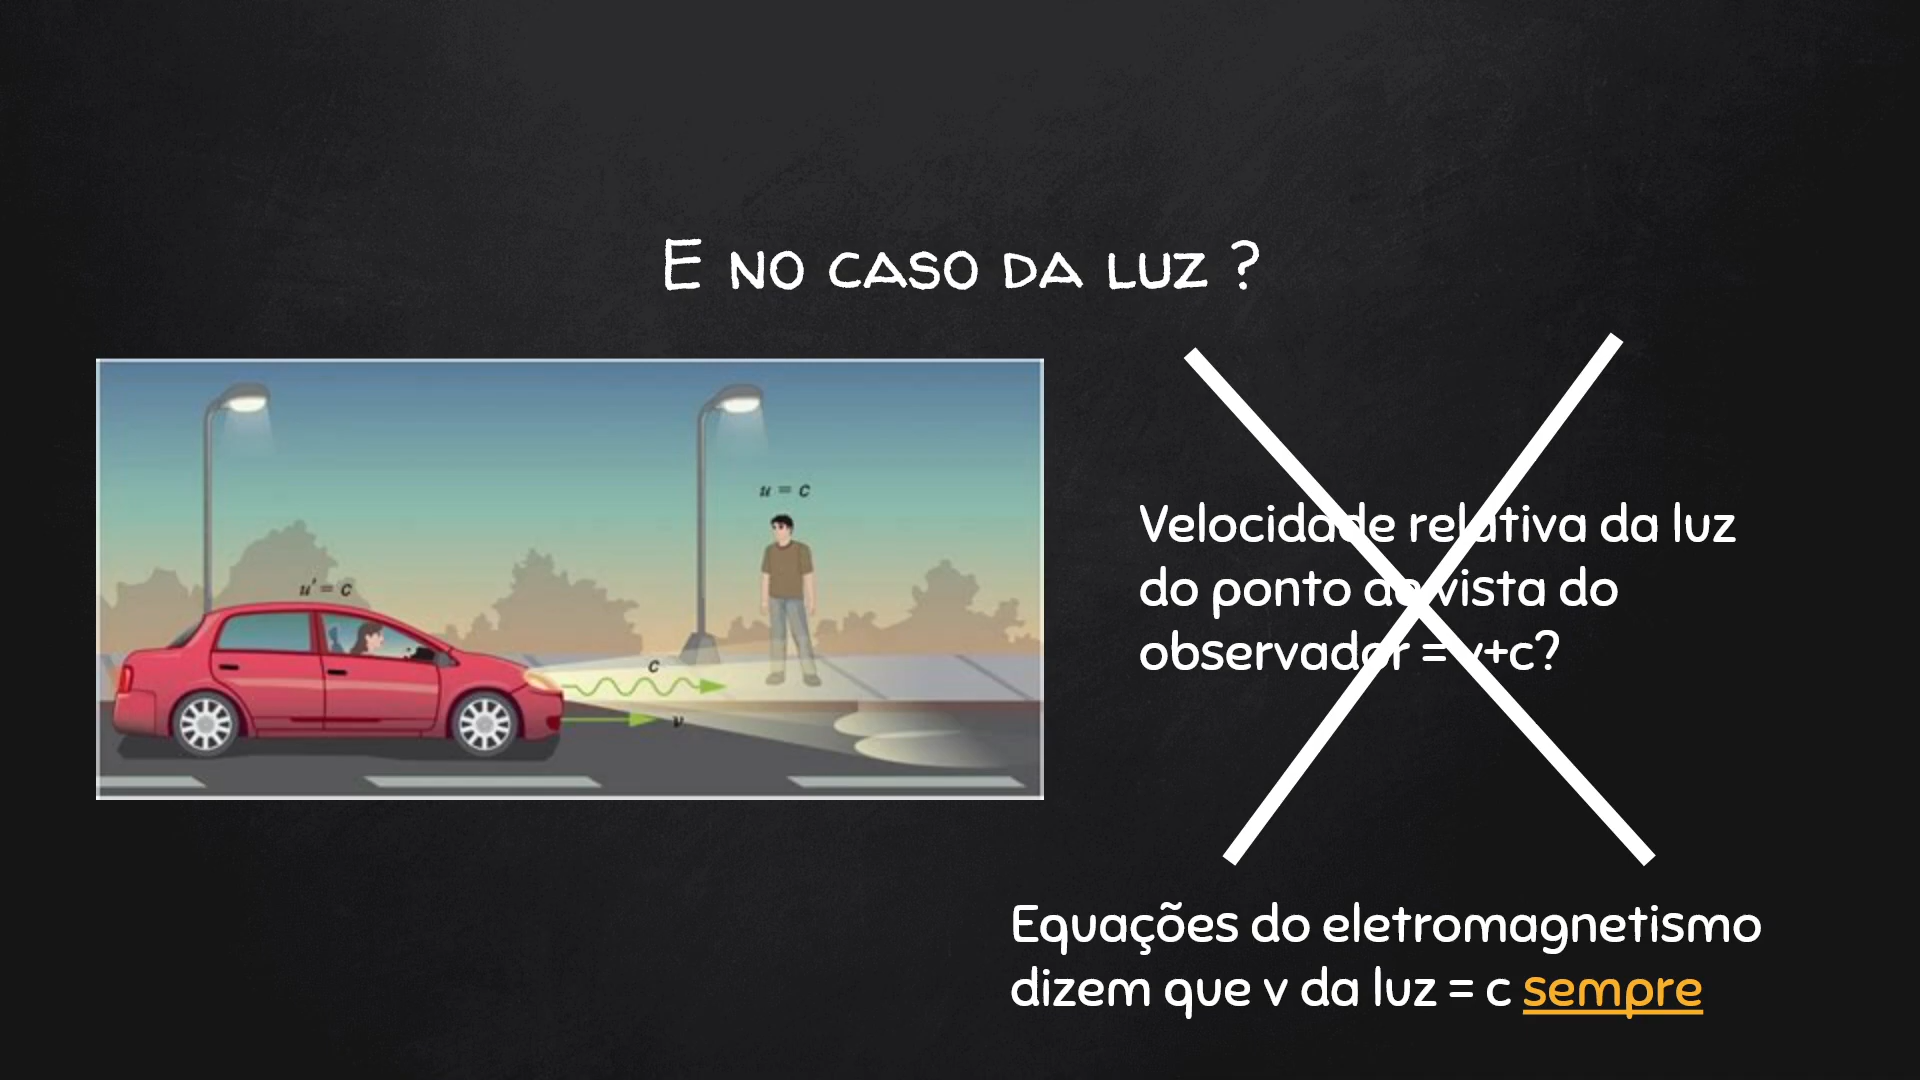 E NO CASO DA LUZ ?
u = c
u' = c
c
v
Velocidade relativa da luz
do ponto de vista do
observador = v+c?
Equações do eletromagnetismo
dizem que v da luz = c sempre